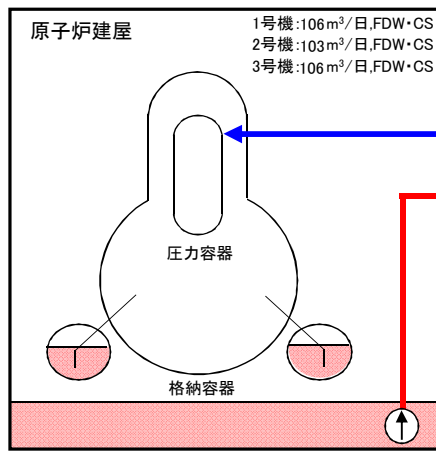 原子炉建屋
1号機:106m³/日,FDW・CS
2号機:103m³/日,FDW・CS
3号機:106m³/日,FDW・CS
圧力容器
格納容器